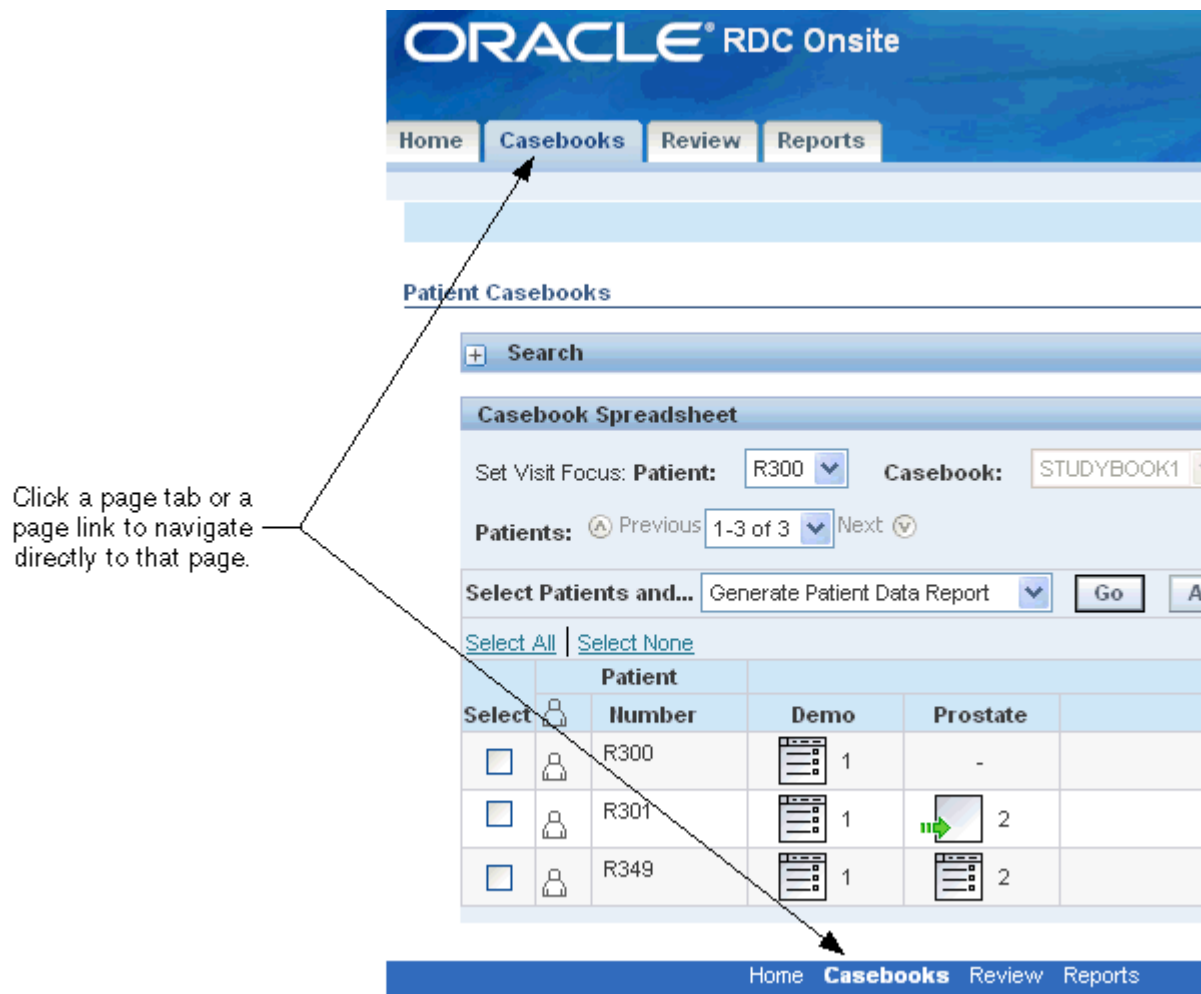 ORACLE® RDC Onsite
Home Casebooks Review Reports
Patient Casebooks
Search
Casebook Spreadsheet
Set Visit Focus: Patient: R300 Casebook: STUDYBOOK1
Click a page tab or a
page link to navigate
directly to that page.
Patients: Previous 1-3 of 3 Next
Select Patients and... Generate Patient Data Report Go A
Select All Select None
Patient
Select Number Demo Prostate
R300 1 -
R301 1 2
R349 1 2
Home Casebooks Review Reports